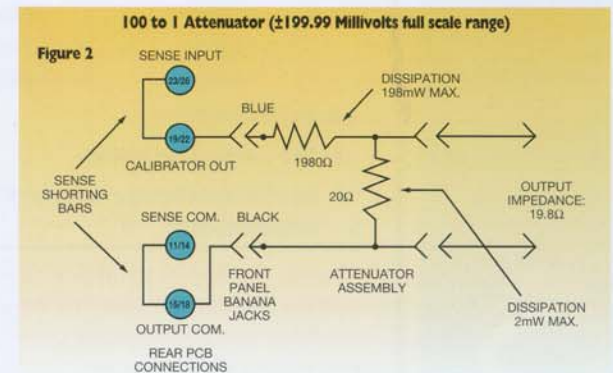 100 to 1 Attenuator (±199.99 Millivolts full scale range)
Figure 2
SENSE INPUT
23/26
DISSIPATION
198mW MAX.
BLUE
19/22
1980Ω
CALIBRATOR OUT
SENSE
SHORTING
BARS
20Ω
OUTPUT
IMPEDANCE:
19.8Ω
SENSE COM.
BLACK
11/14
FRONT
PANEL
BANANA
JACKS
ATTENUATOR
ASSEMBLY
15/18
OUTPUT COM.
DISSIPATION
2mW MAX.
REAR PCB
CONNECTIONS